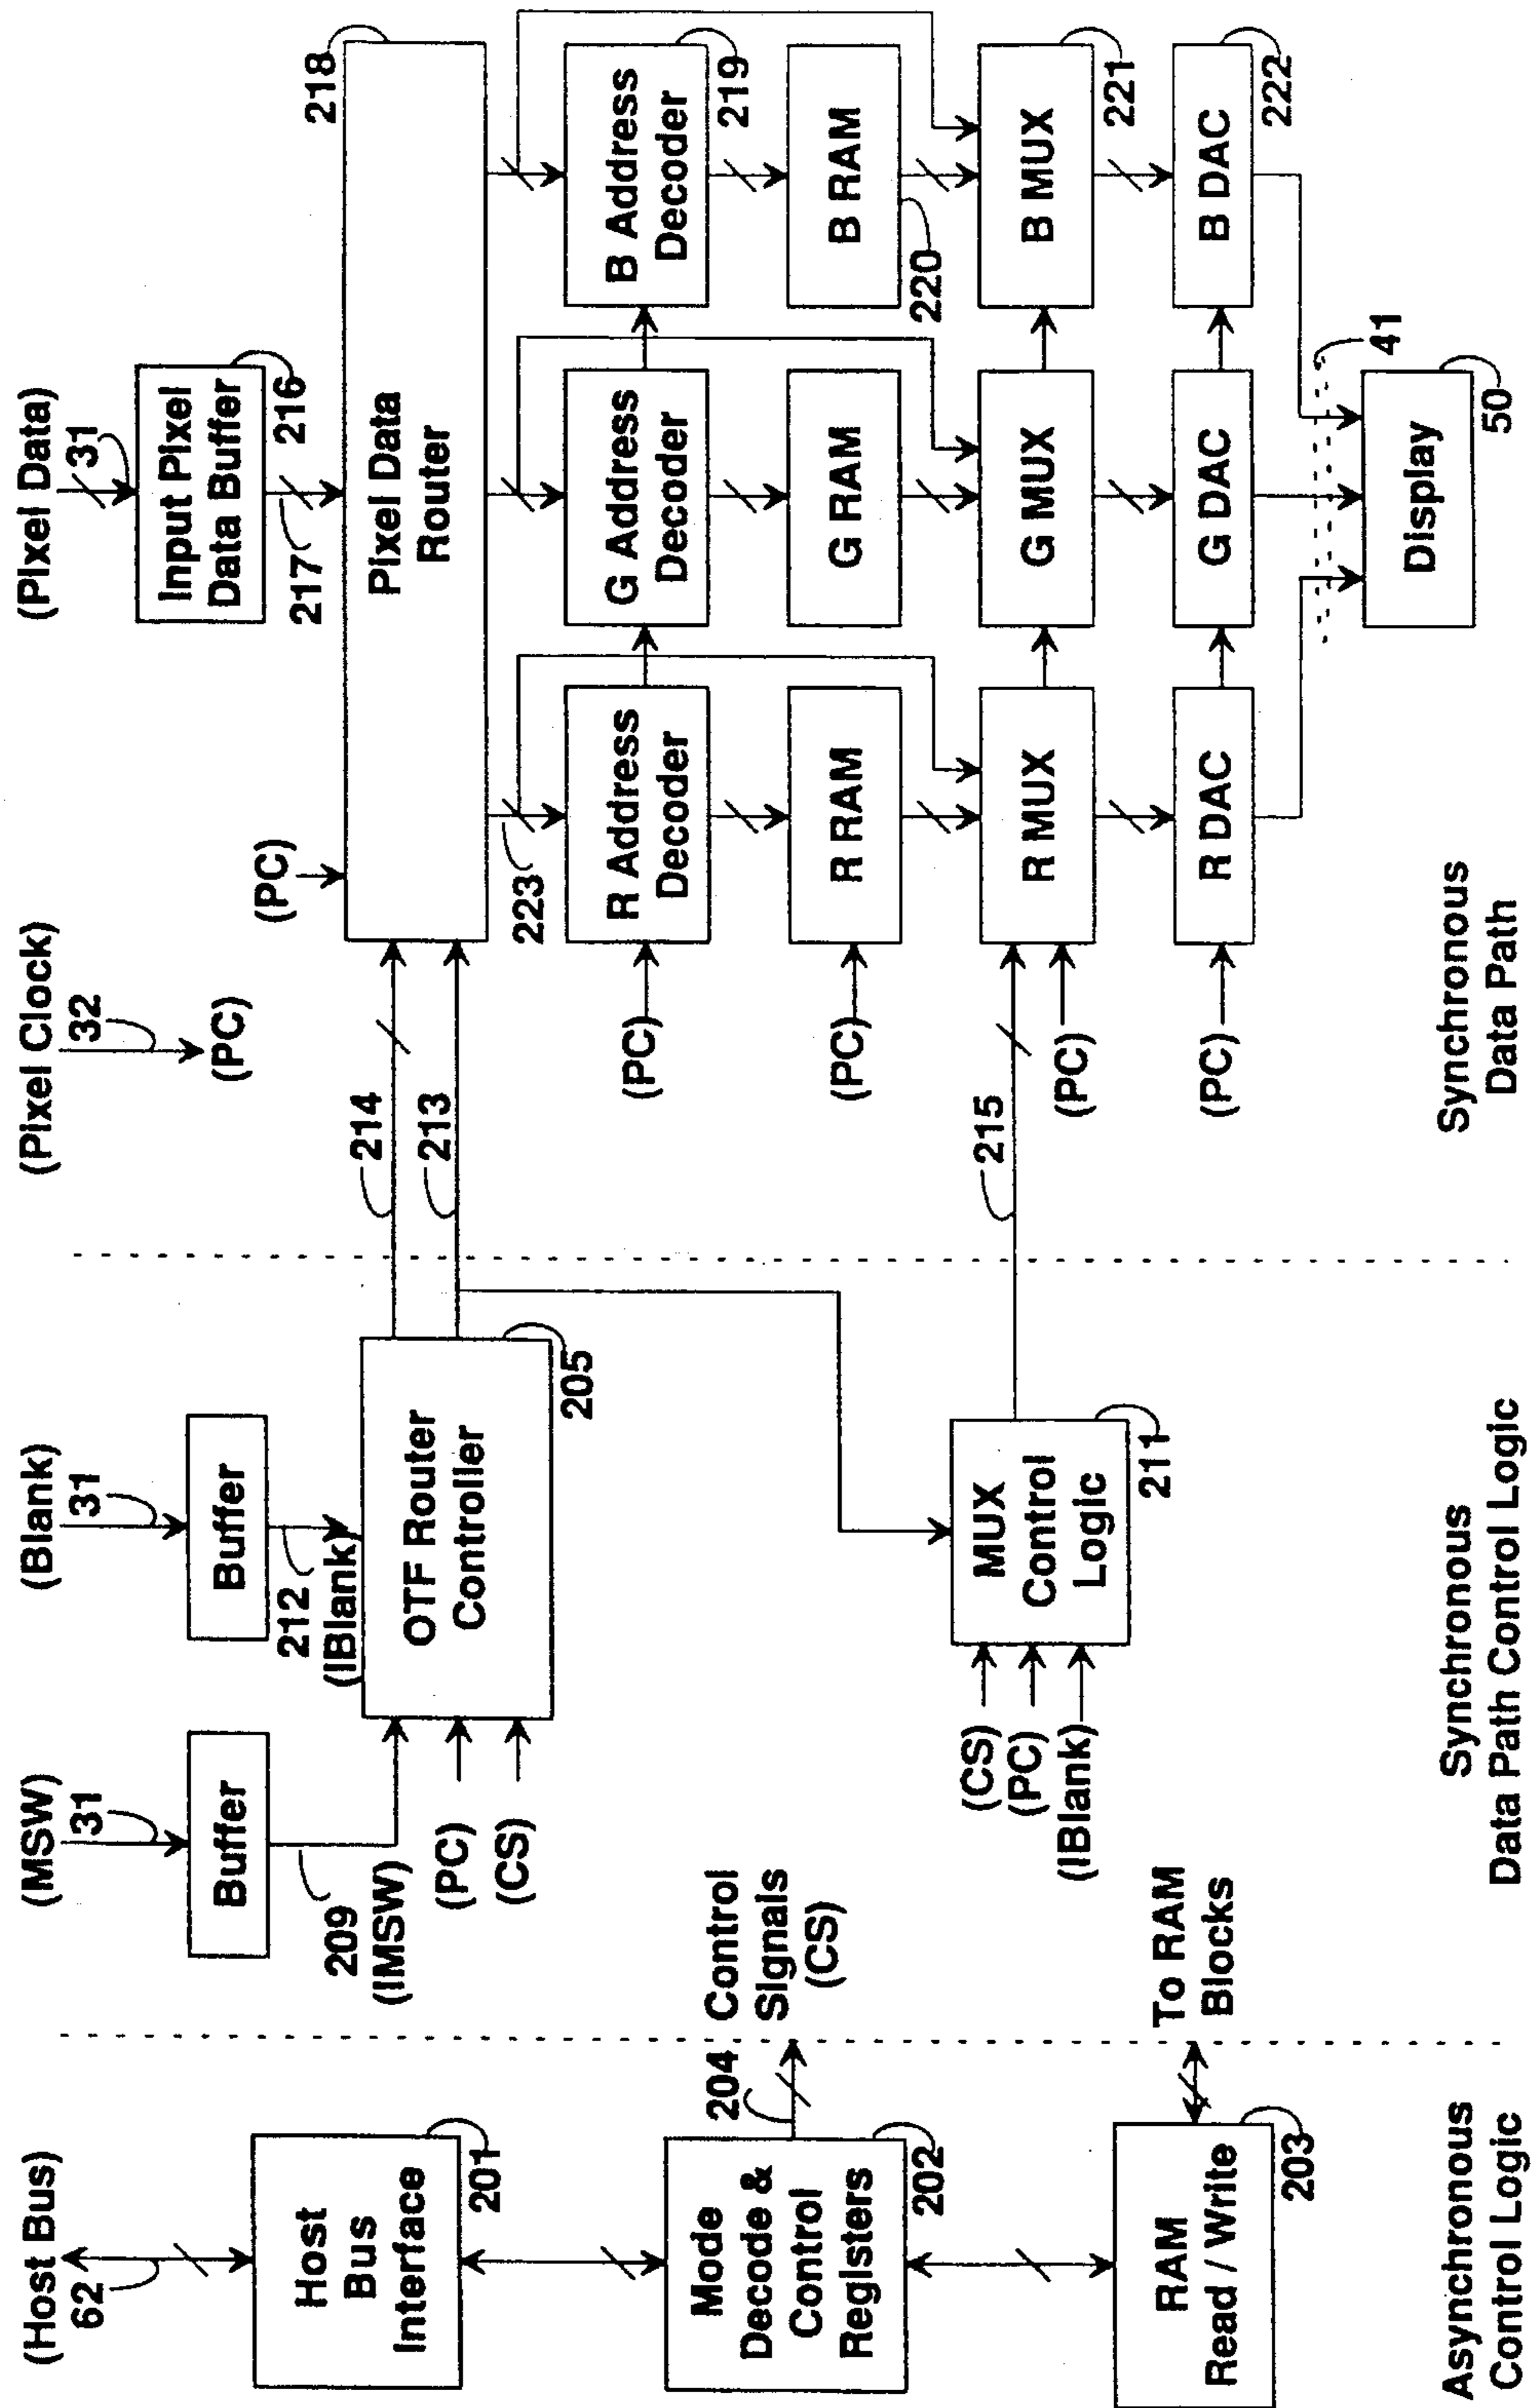 (Host Bus)
62
Host
Bus
Interface
201
Mode
Decode &
Control
Registers
202
204
Control
Signals
(CS)
RAM
Read / Write
203
To RAM
Blocks
Asynchronous
Control Logic
(MSW)
31
Buffer
209
(IMSW)
(PC)
(CS)
(Blank)
31
Buffer
212
(IBlank)
OTF Router
Controller
205
(CS)
(PC)
(IBlank)
MUX
Control
Logic
211
Synchronous
Data Path Control Logic
(Pixel Clock)
32
(PC)
214
213
215
(Pixel Data)
31
Input Pixel
Data Buffer
216
217
(PC)
Pixel Data
Router
218
223
(PC)
R Address
Decoder
G Address
Decoder
B Address
Decoder
219
(PC)
R RAM
G RAM
B RAM
220
(PC)
R MUX
G MUX
B MUX
221
(PC)
R DAC
G DAC
B DAC
222
41
Display
50
Synchronous
Data Path